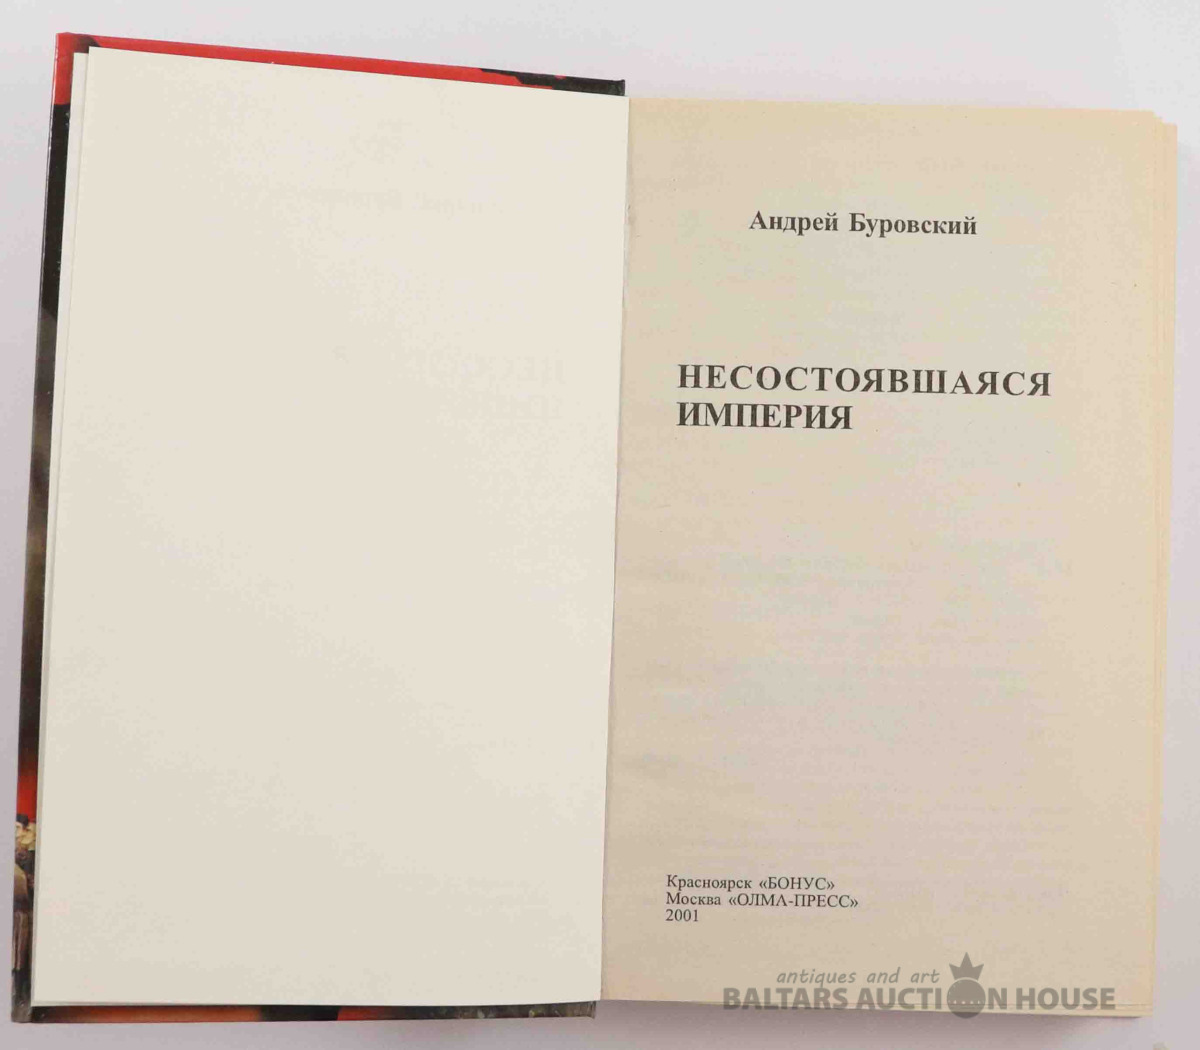 Андрей Буровский
НЕСОСТОЯВШАЯСЯ
ИМПЕРИЯ
Красноярск «БОНУС»
Москва «ОЛМА-ПРЕСС»
2001
antiques and art
BALTARS AUCTION HOUSE